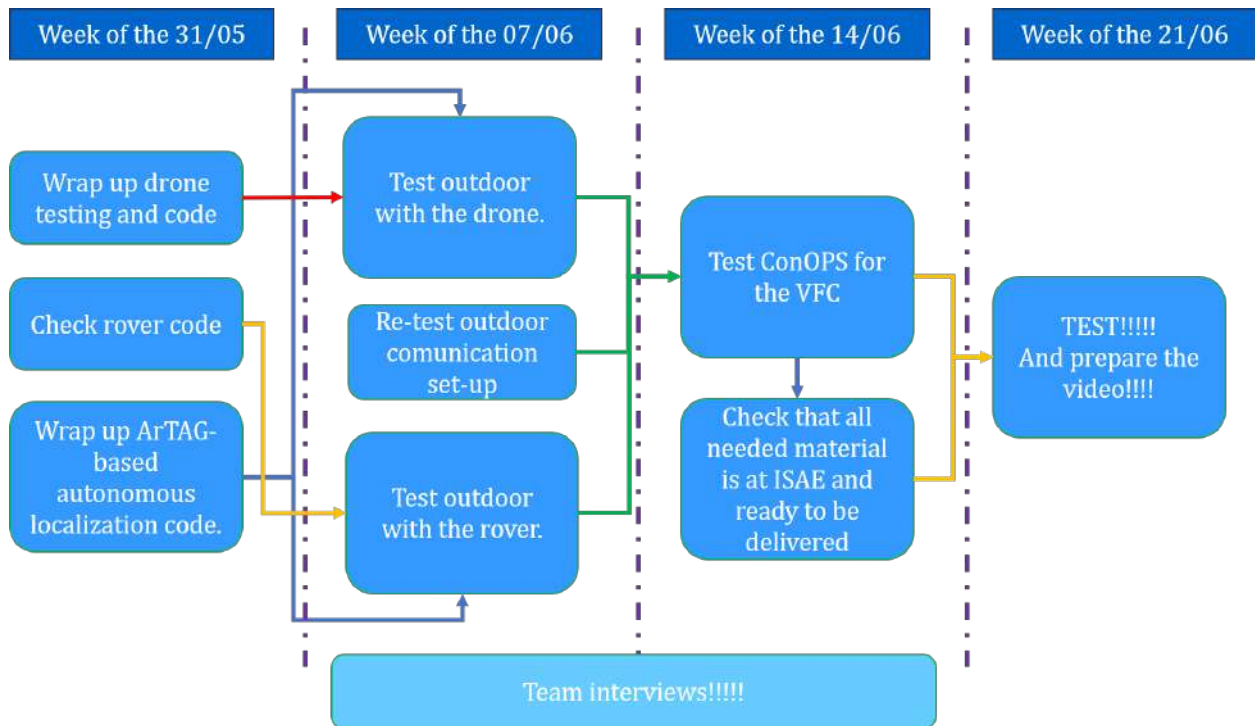 Week of the 31/05
Week of the 07/06
Week of the 14/06
Week of the 21/06
Wrap up drone
testing and code
Check rover code
Wrap up ArTAG-
based
autonomous
localization code.
Test outdoor
with the drone.
Re-test outdoor
comunication
set-up
Test outdoor
with the rover.
Test ConOPS for
the VFC
Check that all
needed material
is at ISAE and
ready to be
delivered
TEST!!!!!
And prepare the
video!!!!
Team interviews!!!!!